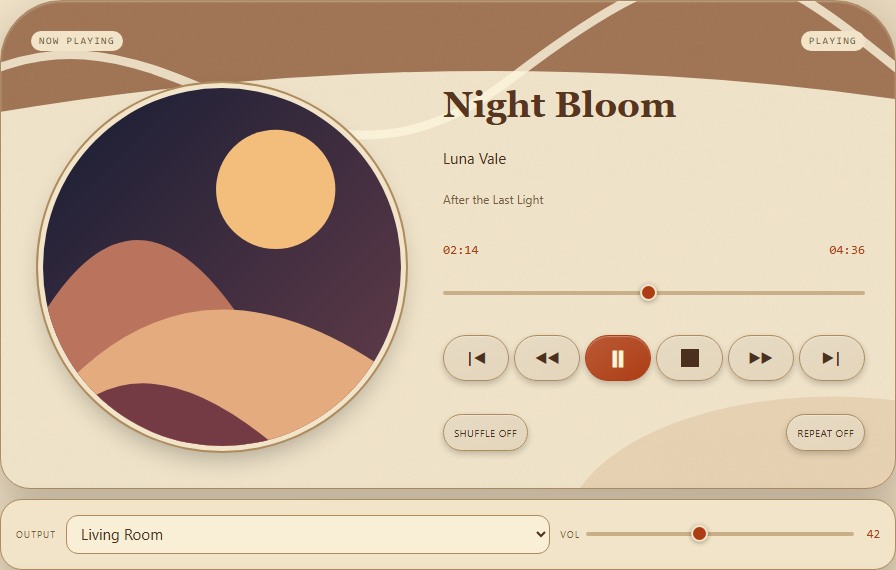 NOW PLAYING
PLAYING
Night Bloom
Luna Vale
After the Last Light
02:14
04:36
SHUFFLE OFF
REPEAT OFF
OUTPUT
Living Room
VOL
42